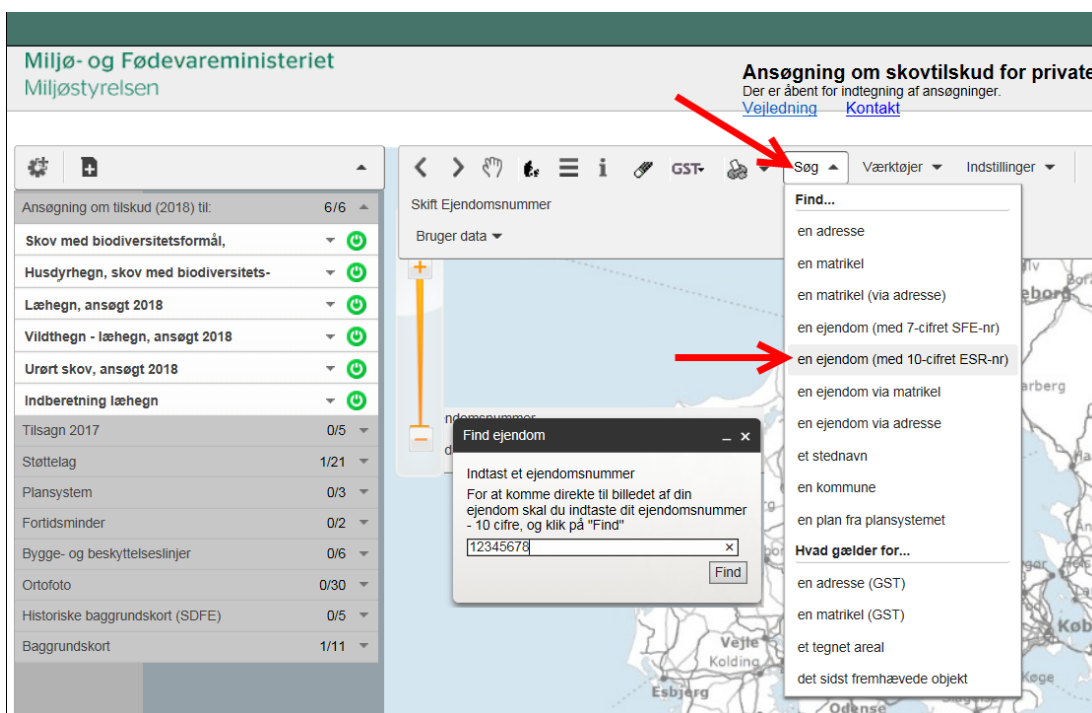 Miljø- og Fødevareministeriet
Miljøstyrelsen
Ansøgning om skovtilskud for private
Der er åbent for indtegning af ansøgninger.
Vejledning Kontakt
GST
Søg Værktøjer Indstillinger
Skift Ejendomsnummer
Bruger data
Ansøgning om tilskud (2018) til: 6/6
Skov med biodiversitetsformål,
Husdyrhegn, skov med biodiversitets-
Læhegn, ansøgt 2018
Vildthegn - læhegn, ansøgt 2018
Urørt skov, ansøgt 2018
Indberetning læhegn
Tilsagn 2017 0/5
Støttelag 1/21
Plansystem 0/3
Fortidsminder 0/2
Bygge- og beskyttelseslinjer 0/6
Ortofoto 0/30
Historiske baggrundskort (SDFE) 0/5
Baggrundskort 1/11
Find...
en adresse
en matrikel
en matrikel (via adresse)
en ejendom (med 7-cifret SFE-nr)
en ejendom (med 10-cifret ESR-nr)
en ejendom via matrikel
en ejendom via adresse
et stednavn
en kommune
en plan fra plansystemet
Hvad gælder for...
en adresse (GST)
en matrikel (GST)
et tegnet areal
det sidst fremhævede objekt
Find ejendom
Indtast et ejendomsnummer
For at komme direkte til billedet af din
ejendom skal du indtaste dit ejendomsnummer
- 10 cifre, og klik på "Find"
12345678
Find
Vejle
Kolding
Esbjerg
Odense
Køge